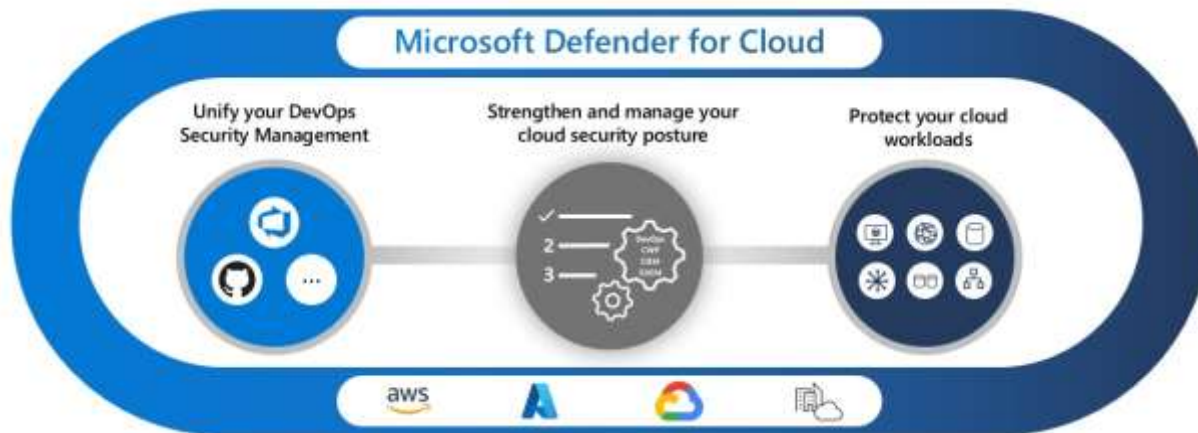 Microsoft Defender for Cloud
Unify your DevOps
Security Management
Strengthen and manage your
cloud security posture
Protect your cloud
workloads
2
3
DevOps
CWP
...
aws